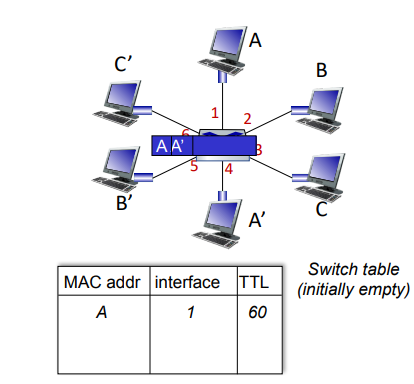 A
C’
B
1
2
6
A A’
3
5
4
B’
A’
C
MAC addr interface TTL
A 1 60
Switch table
(initially empty)